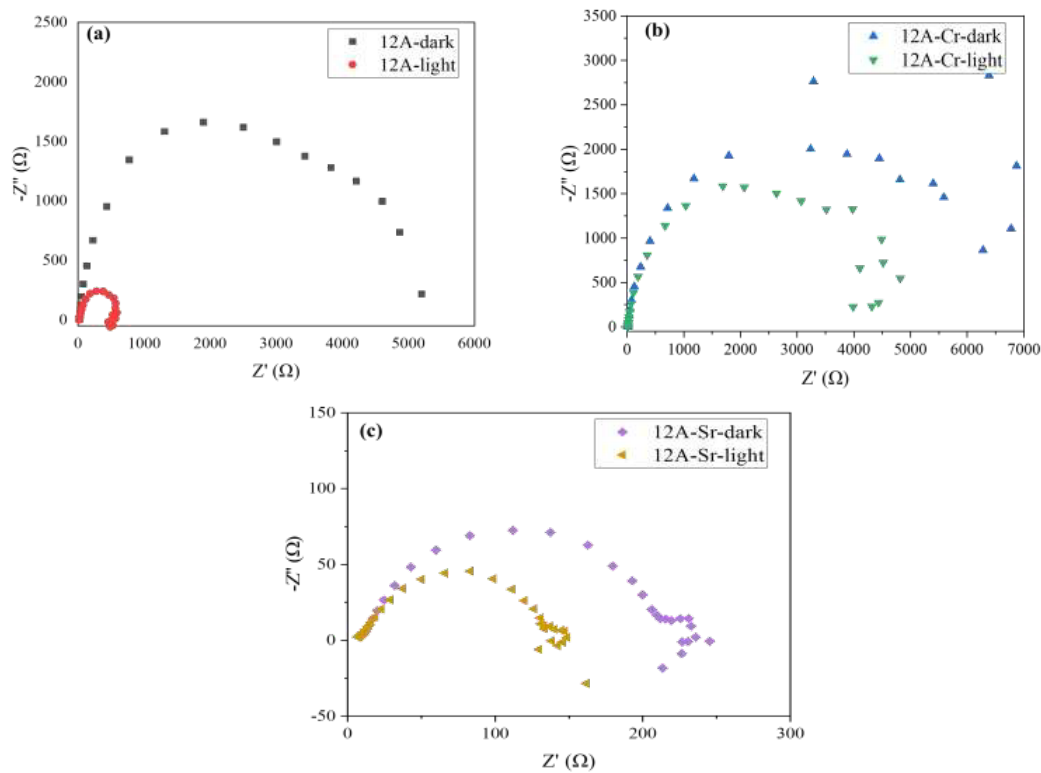 (a)
12A-dark
12A-light
2500
2000
1500
1000
500
0
-Z'' (Ω)
0 1000 2000 3000 4000 5000 6000
Z' (Ω)
(b)
12A-Cr-dark
12A-Cr-light
3500
3000
2500
2000
1500
1000
500
0
-Z'' (Ω)
0 1000 2000 3000 4000 5000 6000 7000
Z' (Ω)
(c)
12A-Sr-dark
12A-Sr-light
150
100
50
0
-50
-Z'' (Ω)
0 100 200 300
Z' (Ω)